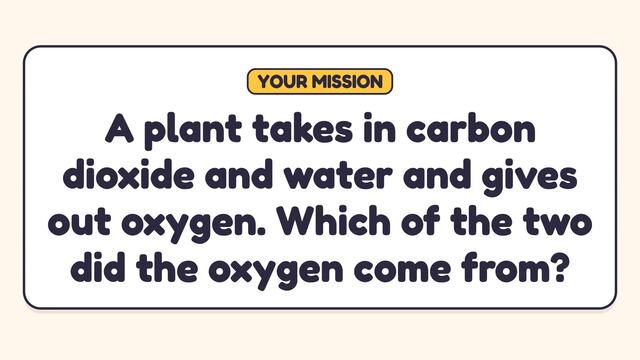 YOUR MISSION
A plant takes in carbon
dioxide and water and gives
out oxygen. Which of the two
did the oxygen come from?